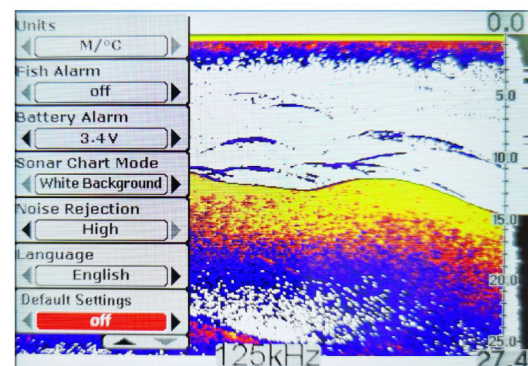 Units
M/°C
Fish Alarm
off
Battery Alarm
3.4V
Sonar Chart Mode
White Background
Noise Rejection
High
Language
English
Default Settings
off
0.0
5.0
10.0
15.0
20.0
25.0
27.4
125kHz